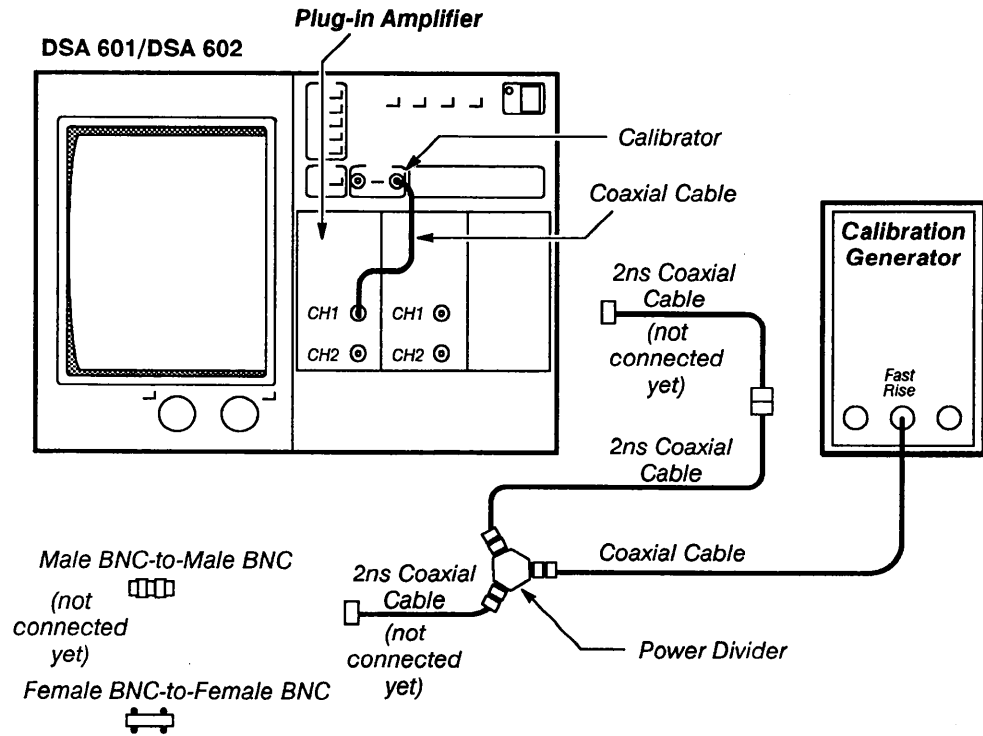 Plug-in Amplifier
DSA 601/DSA 602
Calibrator
Coaxial Cable
CH1
CH1
CH2
CH2
2ns Coaxial
Cable
(not
connected
yet)
Calibration
Generator
Fast
Rise
2ns Coaxial
Cable
Coaxial Cable
Male BNC-to-Male BNC
(not
connected
yet)
Female BNC-to-Female BNC
2ns Coaxial
Cable
(not
connected
yet)
Power Divider